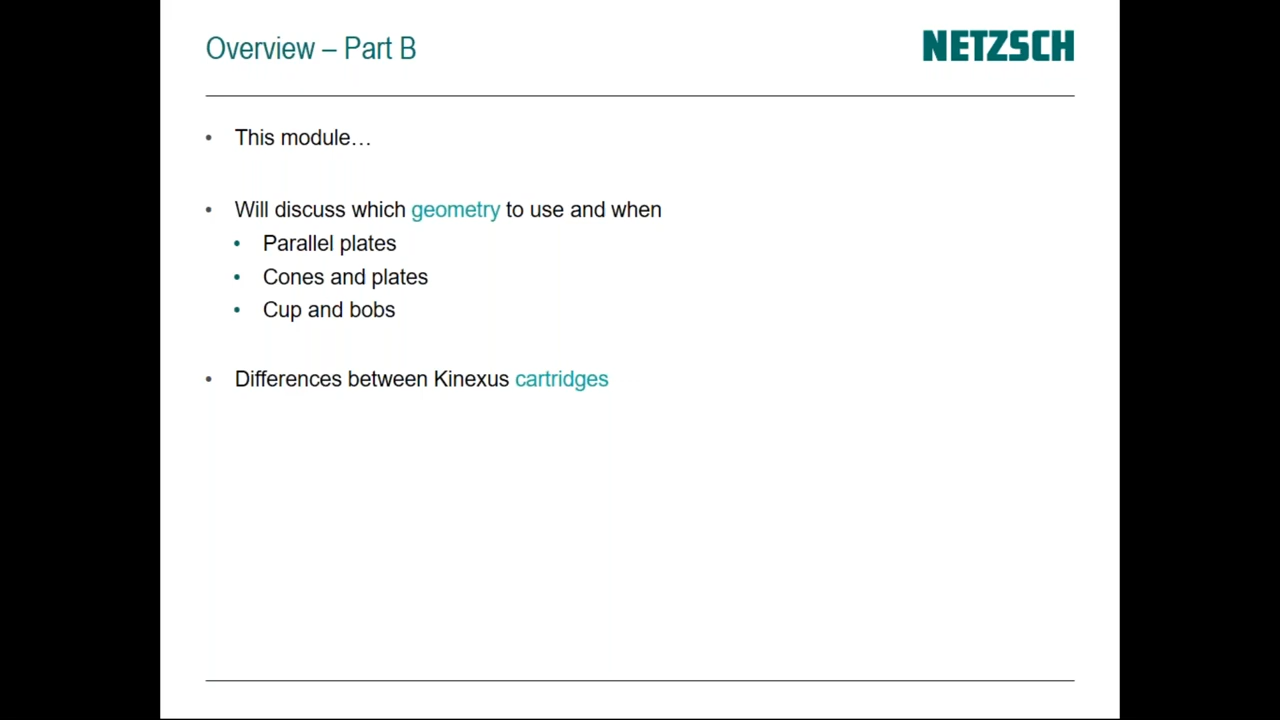 Overview – Part B
NETZSCH
• This module…
• Will discuss which geometry to use and when
• Parallel plates
• Cones and plates
• Cup and bobs
• Differences between Kinexus cartridges